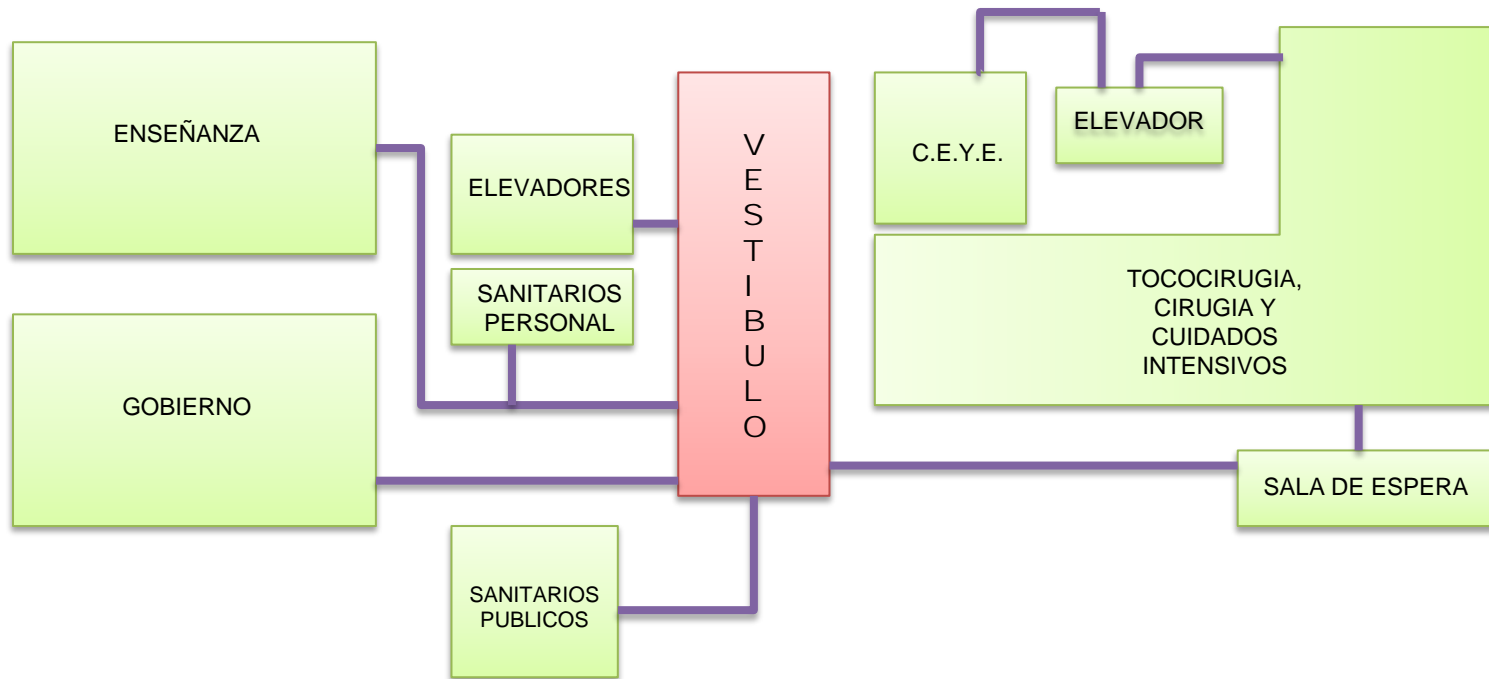 ENSEÑANZA
GOBIERNO
ELEVADORES
SANITARIOS
PERSONAL
SANITARIOS
PUBLICOS
V
E
S
T
I
B
U
L
O
C.E.Y.E.
ELEVADOR
TOCOCIRUGIA,
CIRUGIA Y
CUIDADOS
INTENSIVOS
SALA DE ESPERA